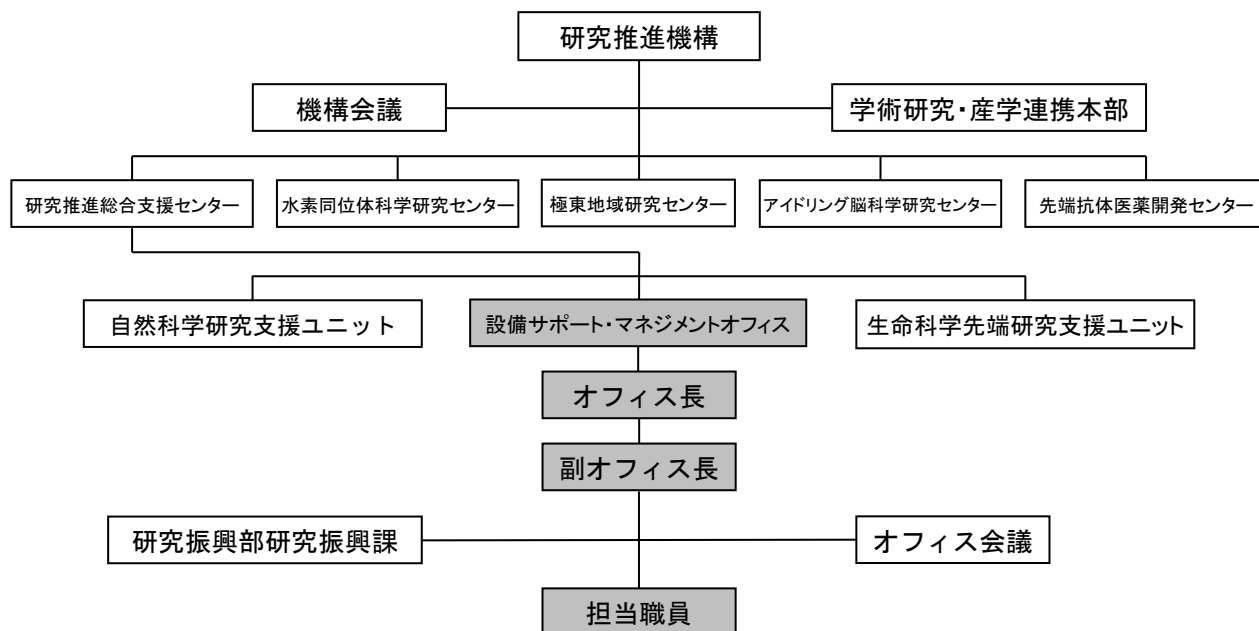 研究推進機構
機構会議
学術研究・産学連携本部
研究推進総合支援センター
水素同位体科学研究センター
極東地域研究センター
アイドリング脳科学研究センター
先端抗体医薬開発センター
自然科学研究支援ユニット
設備サポート・マネジメントオフィス
生命科学先端研究支援ユニット
オフィス長
副オフィス長
研究振興部研究振興課
オフィス会議
担当職員